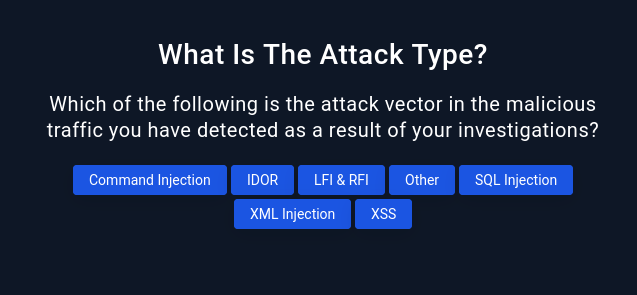 What Is The Attack Type?
Which of the following is the attack vector in the malicious
traffic you have detected as a result of your investigations?
Command Injection IDOR LFI & RFI Other SQL Injection
XML Injection XSS